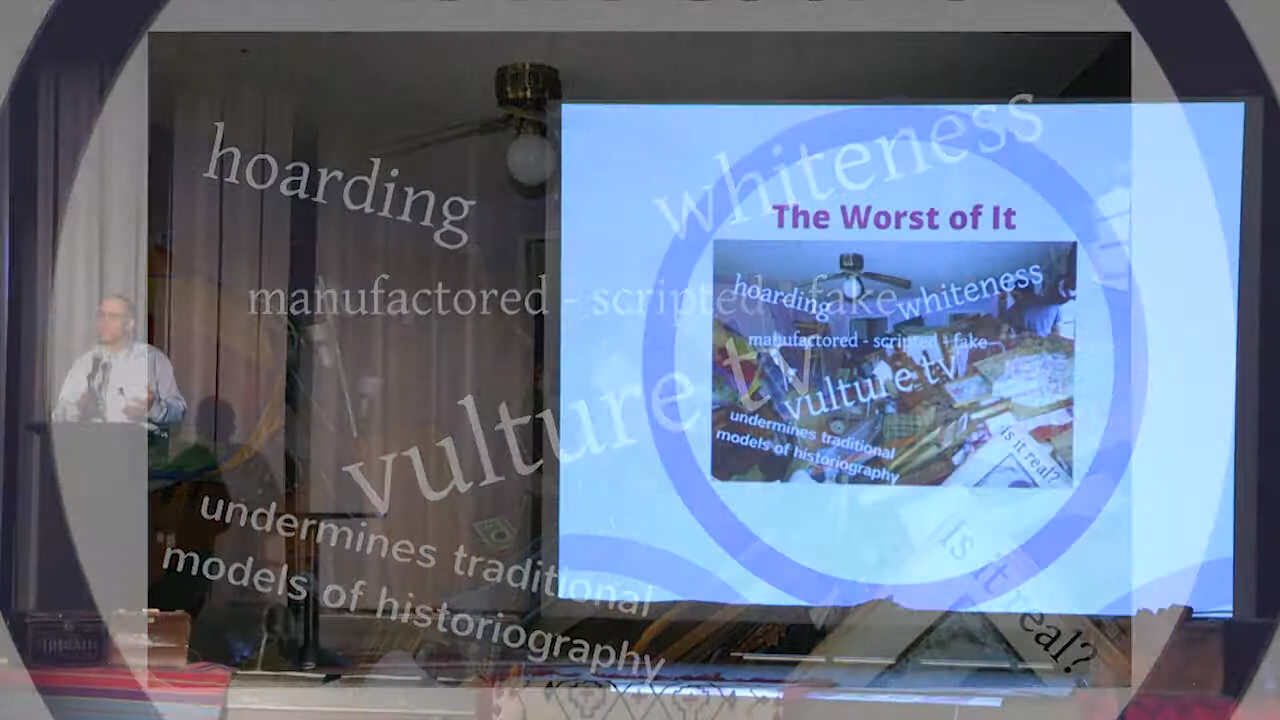 hoarding
whiteness
manufactored - scripted - fake
vulture tv
undermines traditional
models of historiography
Is it real?
The Worst of It
hoarding
whiteness
manufactored - scripted - fake
vulture tv
undermines traditional
models of historiography
Is it real?